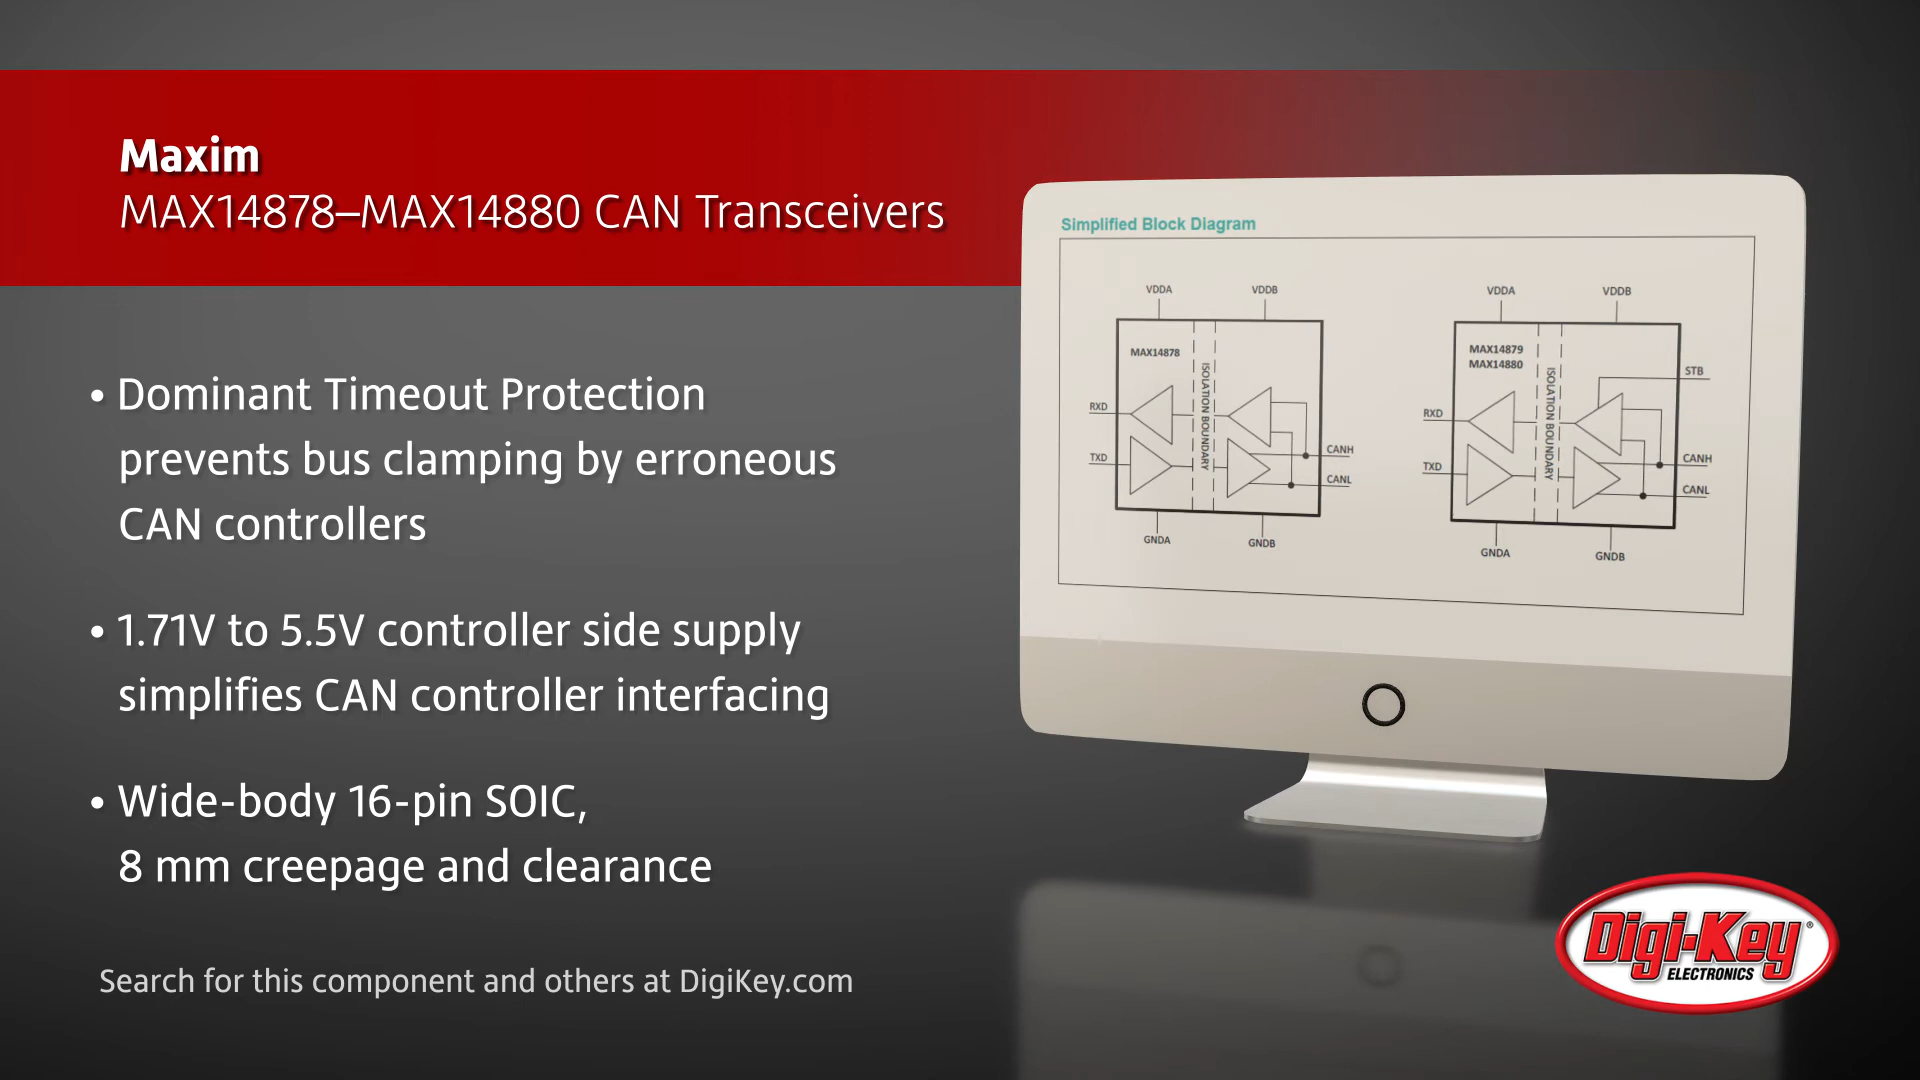 Maxim
MAX14878–MAX14880 CAN Transceivers
• Dominant Timeout Protection
prevents bus clamping by erroneous
CAN controllers
• 1.71V to 5.5V controller side supply
simplifies CAN controller interfacing
• Wide-body 16-pin SOIC,
8 mm creepage and clearance
Search for this component and others at DigiKey.com
Simplified Block Diagram
VDDA
VDDB
MAX14878
ISOLATION BOUNDARY
RXD
TXD
CANH
CANL
GNDA
GNDB
VDDA
VDDB
MAX14879
MAX14880
ISOLATION BOUNDARY
STB
RXD
TXD
CANH
CANL
GNDA
GNDB
Digi-Key®
ELECTRONICS